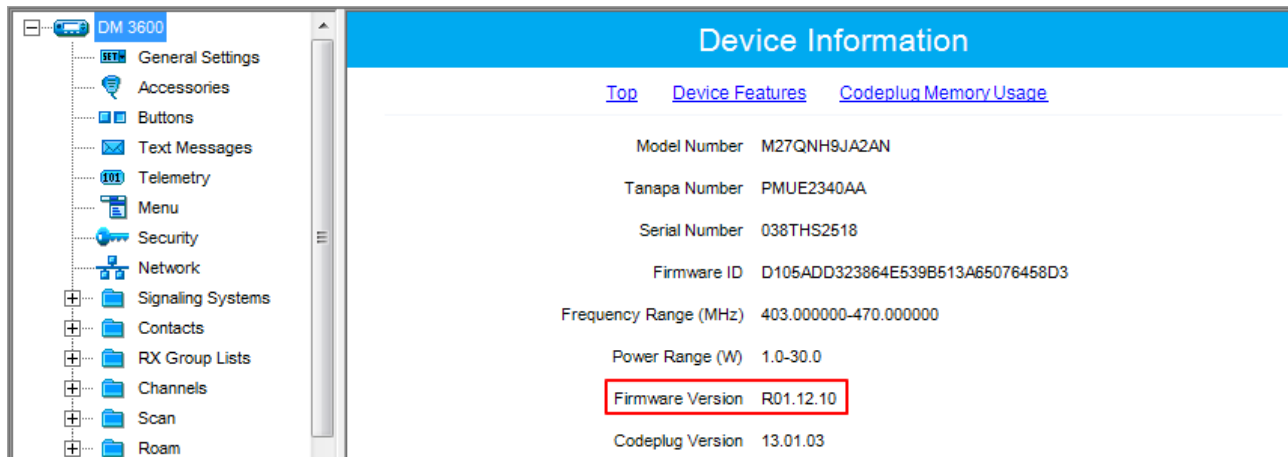 DM 3600
SET
General Settings
Accessories
Buttons
Text Messages
101
Telemetry
Menu
Security
Network
Signaling Systems
Contacts
RX Group Lists
Channels
Scan
Roam
Device Information
Top Device Features Codeplug Memory Usage
Model Number M27QNH9JA2AN
Tanapa Number PMUE2340AA
Serial Number 038THS2518
Firmware ID D105ADD323864E539B513A65076458D3
Frequency Range (MHz) 403.000000-470.000000
Power Range (W) 1.0-30.0
Firmware Version R01.12.10
Codeplug Version 13.01.03